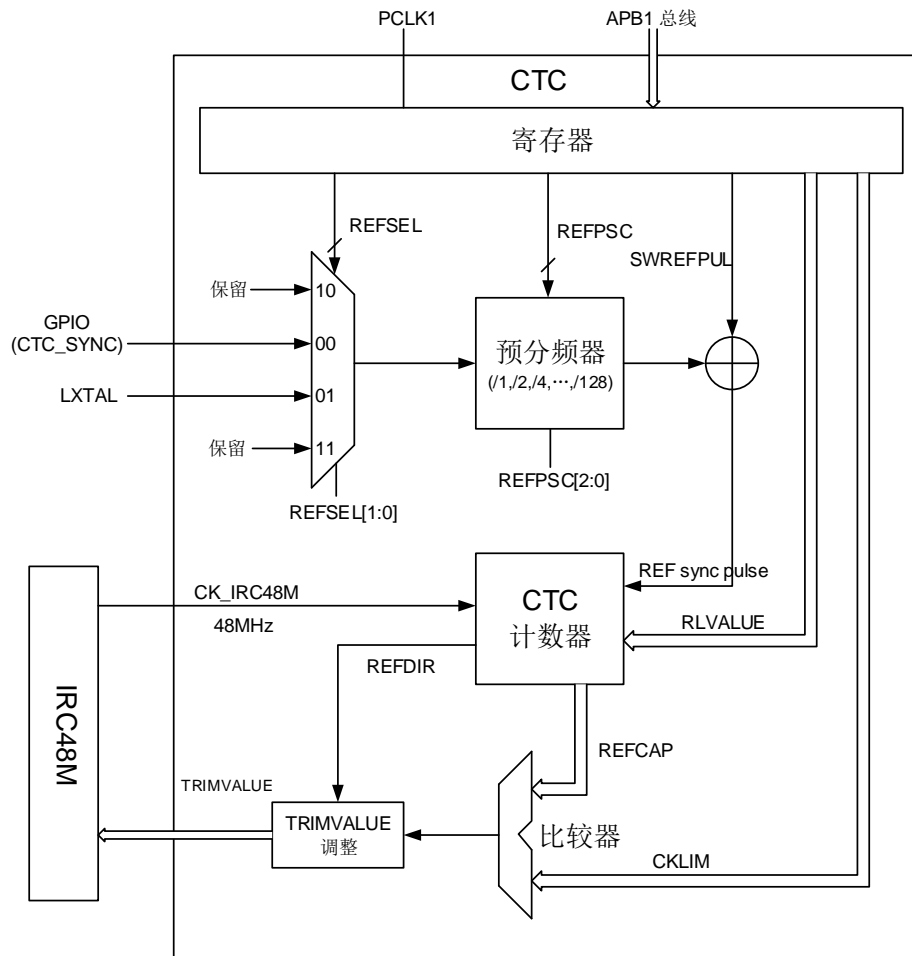 PCLK1
APB1 总线
CTC
寄存器
REFSEL
REFPSC
SWREFPUL
保留
10
GPIO
(CTC_SYNC)
00
预分频器
(/1,/2,/4,…,/128)
LXTAL
01
保留
11
REFPSC[2:0]
REFSEL[1:0]
CK_IRC48M
48MHz
CTC
计数器
REF sync pulse
RLVALUE
REFDIR
IRC48M
REFCAP
TRIMVALUE
TRIMVALUE
调整
比较器
CKLIM